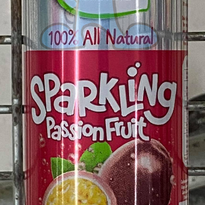 100% All Natural
SPARKLING
Passion Fruit